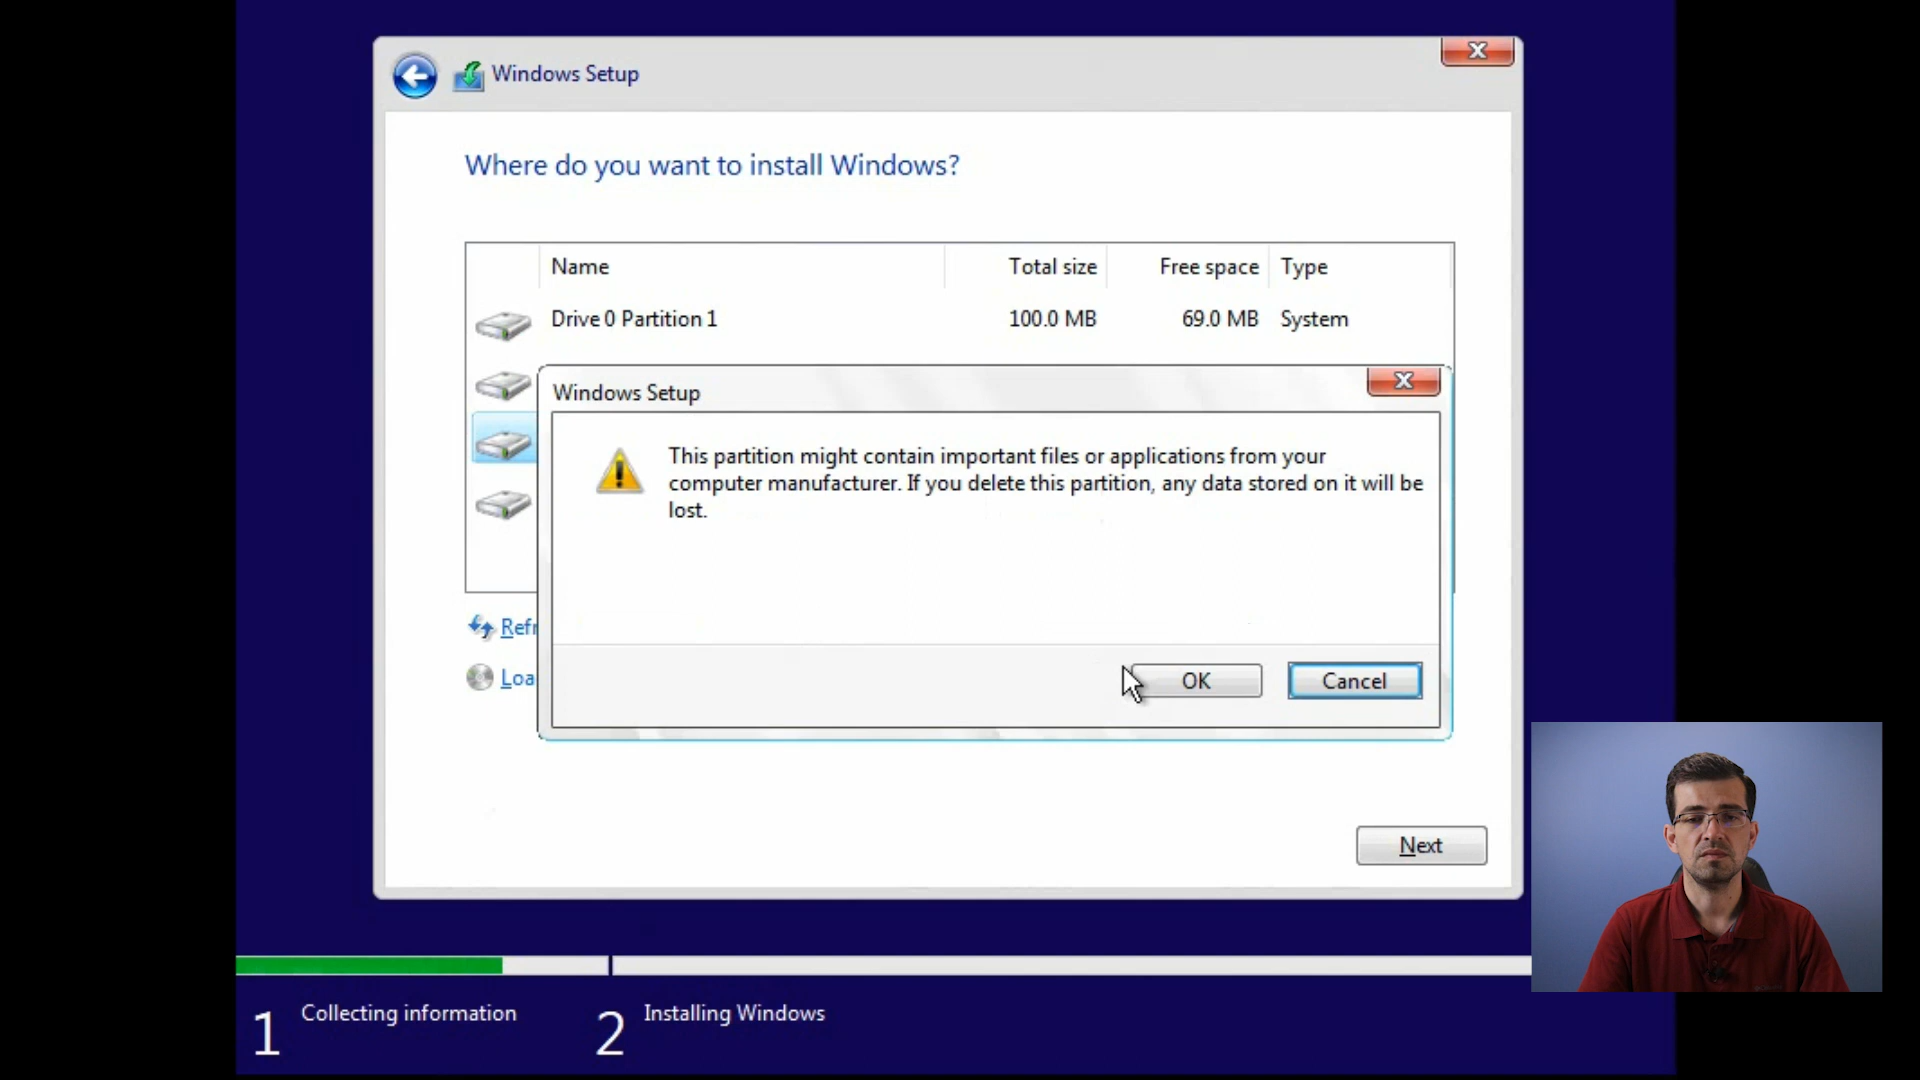 Windows Setup
Where do you want to install Windows?
Name Total size Free space Type
Drive 0 Partition 1 100.0 MB 69.0 MB System
Windows Setup
This partition might contain important files or applications from your
computer manufacturer. If you delete this partition, any data stored on it will be
lost.
Refr
Loa
OK Cancel
Next
1 Collecting information 2 Installing Windows